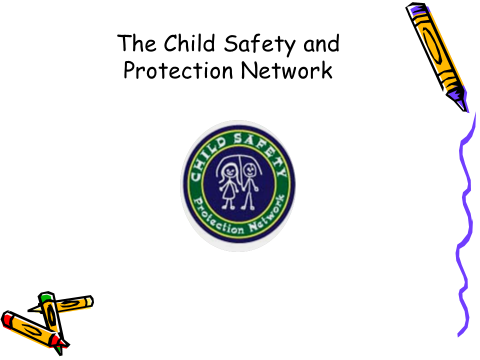 The Child Safety and
Protection Network
CHILD SAFETY
Protection Network